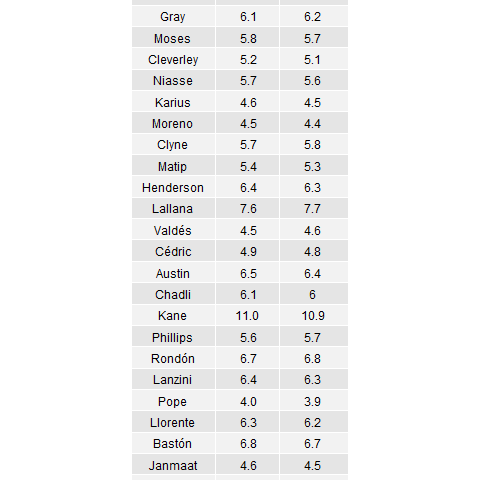 Gray 6.1 6.2
Moses 5.8 5.7
Cleverley 5.2 5.1
Niasse 5.7 5.6
Karius 4.6 4.5
Moreno 4.5 4.4
Clyne 5.7 5.8
Matip 5.4 5.3
Henderson 6.4 6.3
Lallana 7.6 7.7
Valdés 4.5 4.6
Cédric 4.9 4.8
Austin 6.5 6.4
Chadli 6.1 6
Kane 11.0 10.9
Phillips 5.6 5.7
Rondón 6.7 6.8
Lanzini 6.4 6.3
Pope 4.0 3.9
Llorente 6.3 6.2
Bastón 6.8 6.7
Janmaat 4.6 4.5